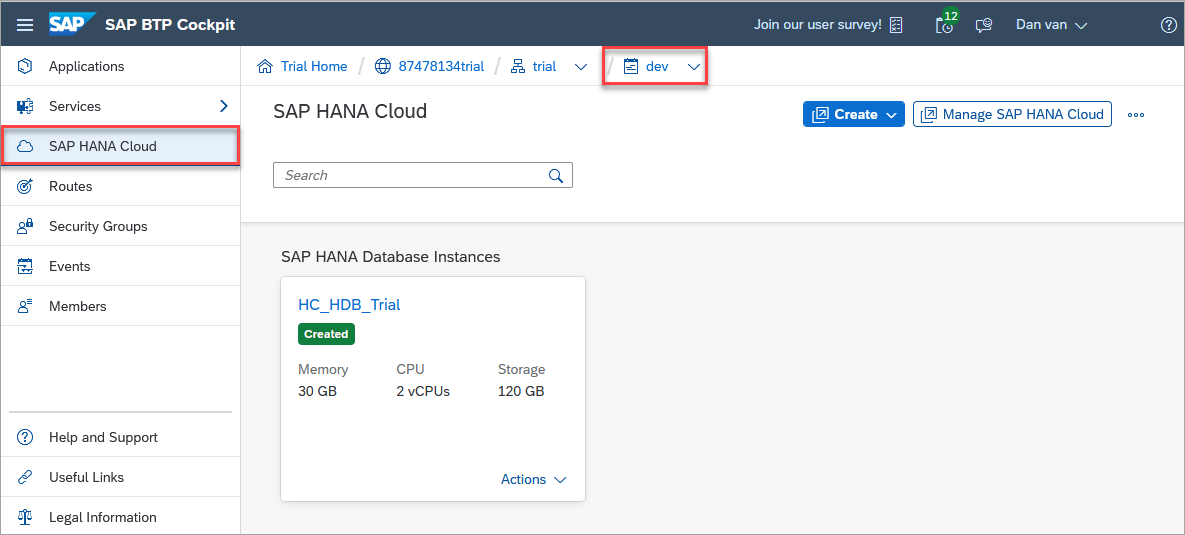 SAP SAP BTP Cockpit Join our user survey! 12 Dan van
Applications
Services
SAP HANA Cloud
Routes
Security Groups
Events
Members
Help and Support
Useful Links
Legal Information
Trial Home / 87478134trial / trial / dev
SAP HANA Cloud
Create
Manage SAP HANA Cloud
Search
SAP HANA Database Instances
HC_HDB_Trial
Created
Memory CPU Storage
30 GB 2 vCPUs 120 GB
Actions